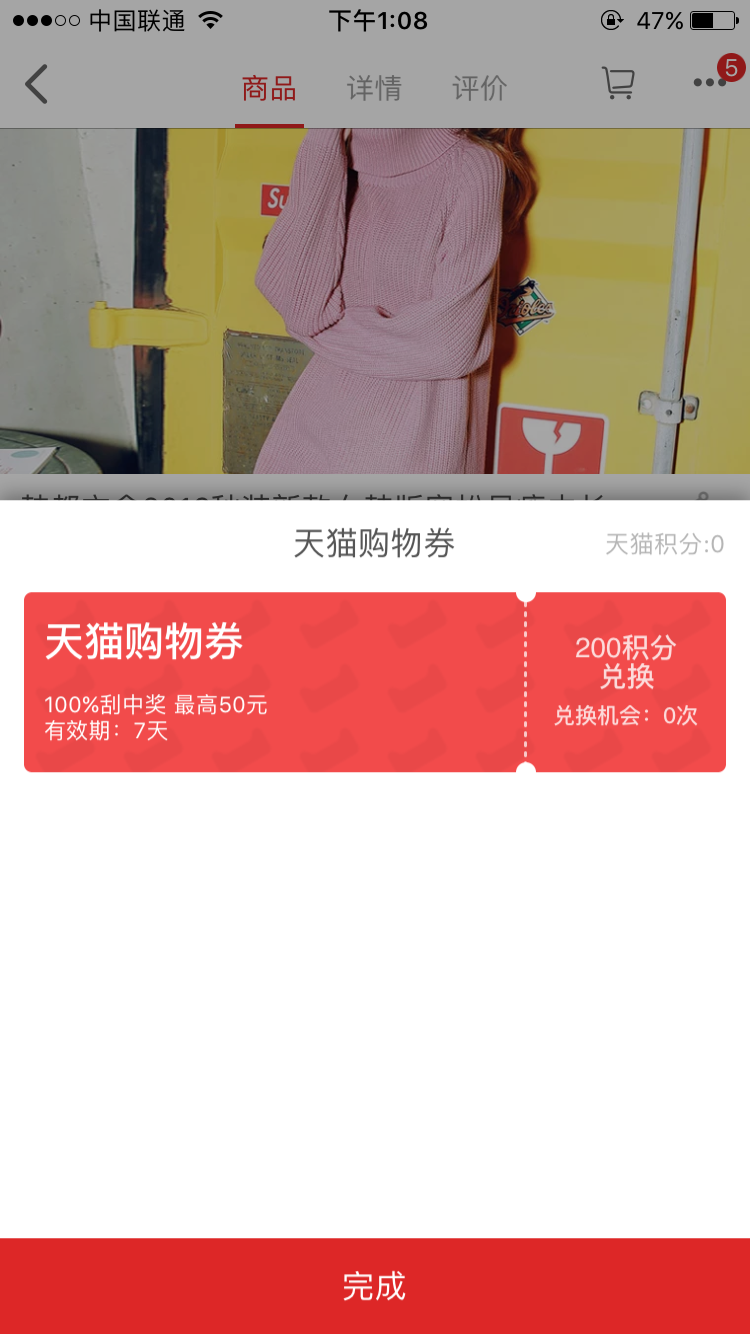 中国联通
下午1:08
47%
商品
详情
评价
5
Su
天猫购物券
天猫积分:0
天猫购物券
100%刮中奖 最高50元
有效期：7天
200积分
兑换
兑换机会：0次
完成